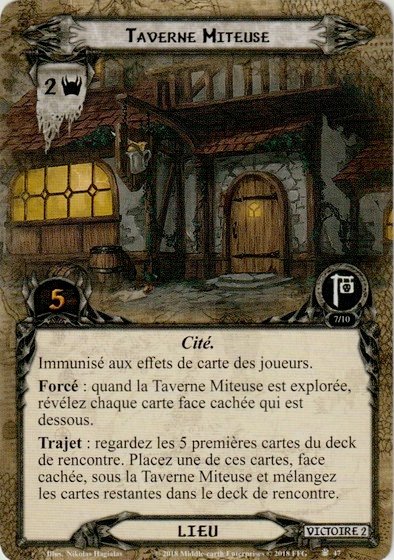 Taverne Miteuse
2
5
7/10
Cité.
Immunisé aux effets de carte des joueurs.
Forcé : quand la Taverne Miteuse est explorée,
révélez chaque carte face cachée qui est
dessous.
Trajet : regardez les 5 premières cartes du deck
de rencontre. Placez une de ces cartes, face
cachée, sous la Taverne Miteuse et mélangez
les cartes restantes dans le deck de rencontre.
LIEU
VICTOIRE 2
Illus. Nikolas Hagialas © 2018 Middle-earth Enterprises © 2018 FFG 47